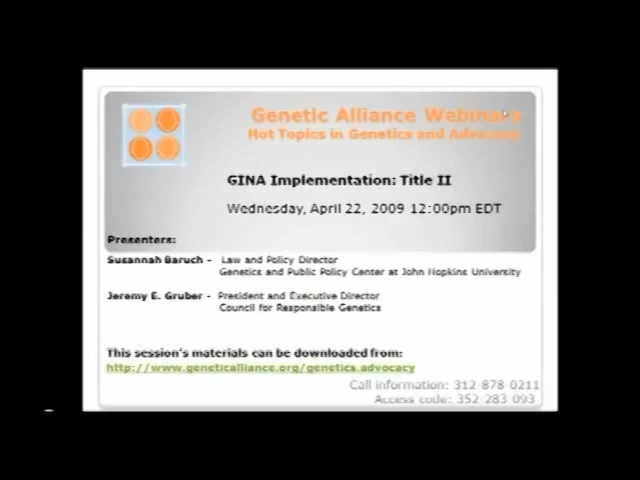 Genetic Alliance Webinars
Hot Topics in Genetics and Advocacy
GINA Implementation: Title II
Wednesday, April 22, 2009 12:00pm EDT
Presenters:
Susannah Baruch - Law and Policy Director
Genetics and Public Policy Center at John Hopkins University
Jeremy E. Gruber - President and Executive Director
Council for Responsible Genetics
This session's materials can be downloaded from:
http://www.geneticalliance.org/genetics.advocacy
Call information: 312-878-0211
Access code: 352-283-093